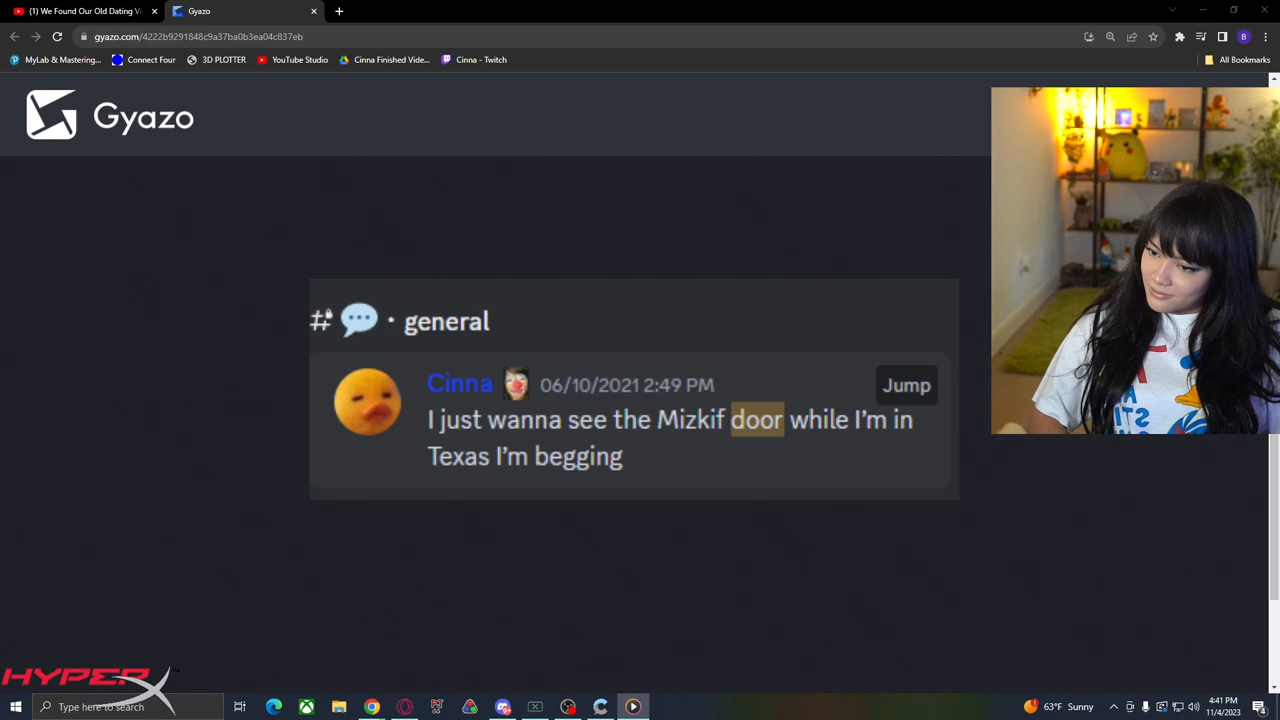 (1) We Found Our Old Dating Vi
Gyazo
gyazo.com/4222b9291848c9a37ba0b3ea04c837eb
B
MyLab & Mastering...
Connect Four
3D PLOTTER
YouTube Studio
Cinna Finished Vide...
Cinna - Twitch
All Bookmarks
Gyazo
# 💬 · general
Cinna 06/10/2021 2:49 PM
Jump
I just wanna see the Mizkif door while I'm in
Texas I'm begging
HYPERX
Type here to search
63°F Sunny
4:41 PM
11/4/2023
4